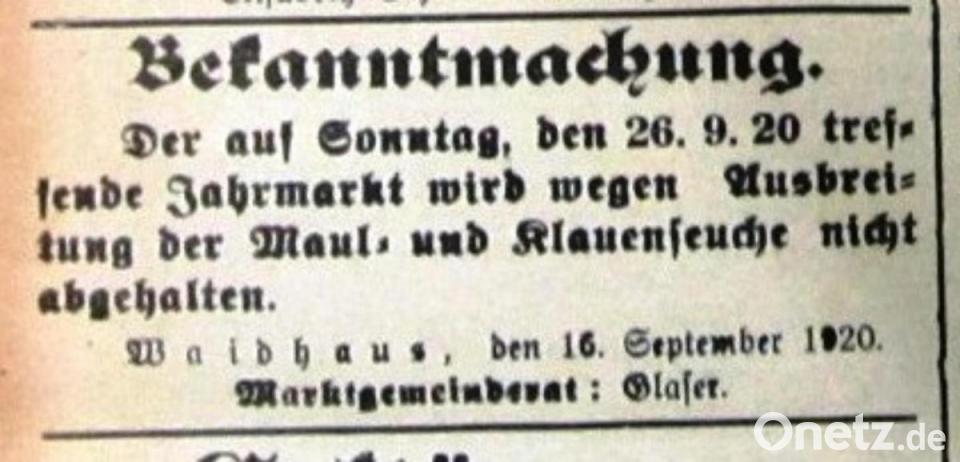 Bekanntmachung.
Der auf Sonntag, den 26. 9. 20 tref-
fende Jahrmarkt wird wegen Ausbrei-
tung der Maul- und Klauenseuche nicht
abgehalten.
Waidhaus, den 16. September 1920.
Marktgemeinderat: Glaser.
Onetz.de